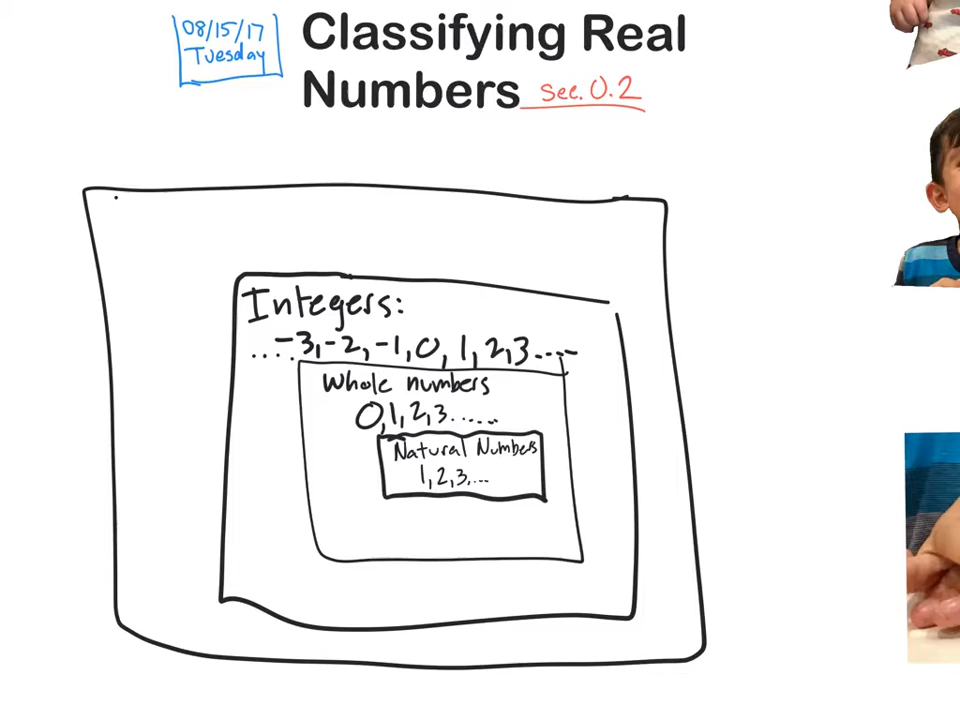 08/15/17
Tuesday
Classifying Real
Numbers sec. 0.2
Integers:
....-3,-2,-1,0,1,2,3....-
Whole numbers
0,1,2,3......
Natural Numbers
1,2,3,...